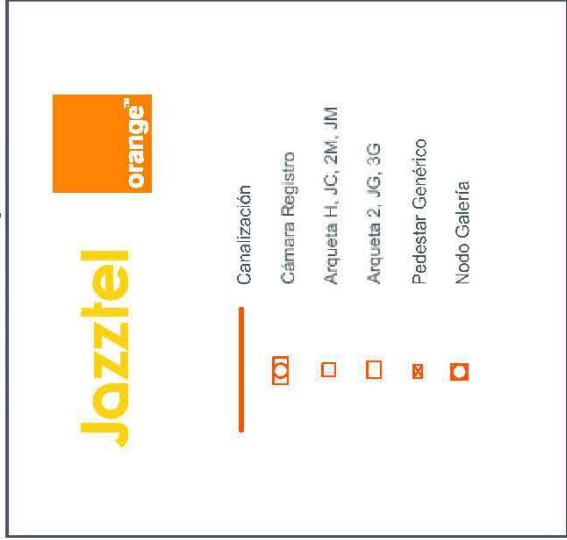 Jazztel
orange™
Canalización
Cámara Registro
Arqueta H, JC, 2M, JM
Arqueta 2, JG, 3G
Pedestar Genérico
Nodo Galería